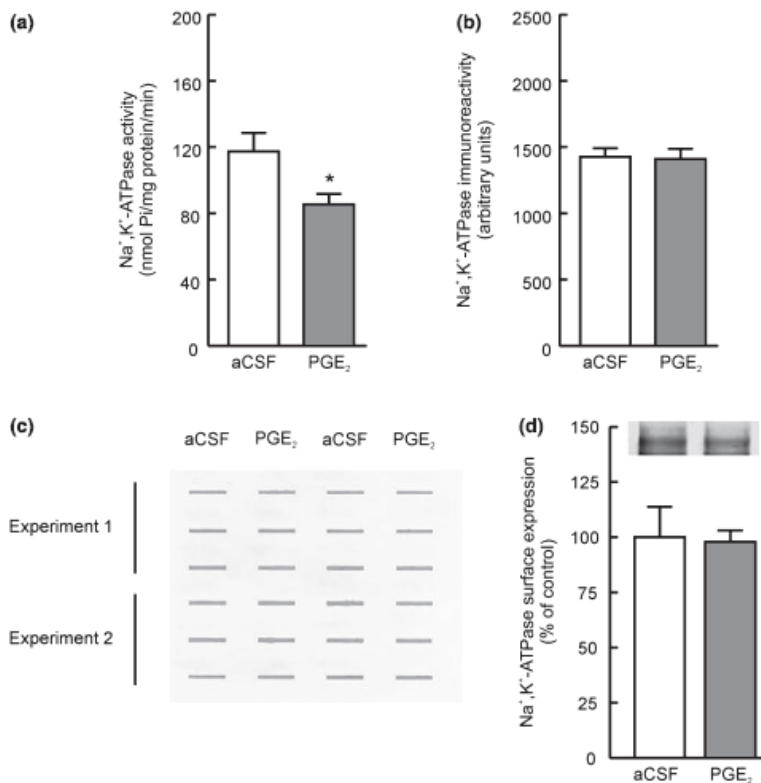 (a)
Na⁺,K⁺-ATPase activity
(nmol Pi/mg protein/min)
200
160
120
80
40
0
*
aCSF PGE₂
(b)
Na⁺,K⁺-ATPase immunoreactivity
(arbitrary units)
2500
2000
1500
1000
500
0
aCSF PGE₂
(c)
aCSF PGE₂ aCSF PGE₂
Experiment 1
Experiment 2
(d)
Na⁺,K⁺-ATPase surface expression
(% of control)
150
125
100
75
50
25
0
aCSF PGE₂